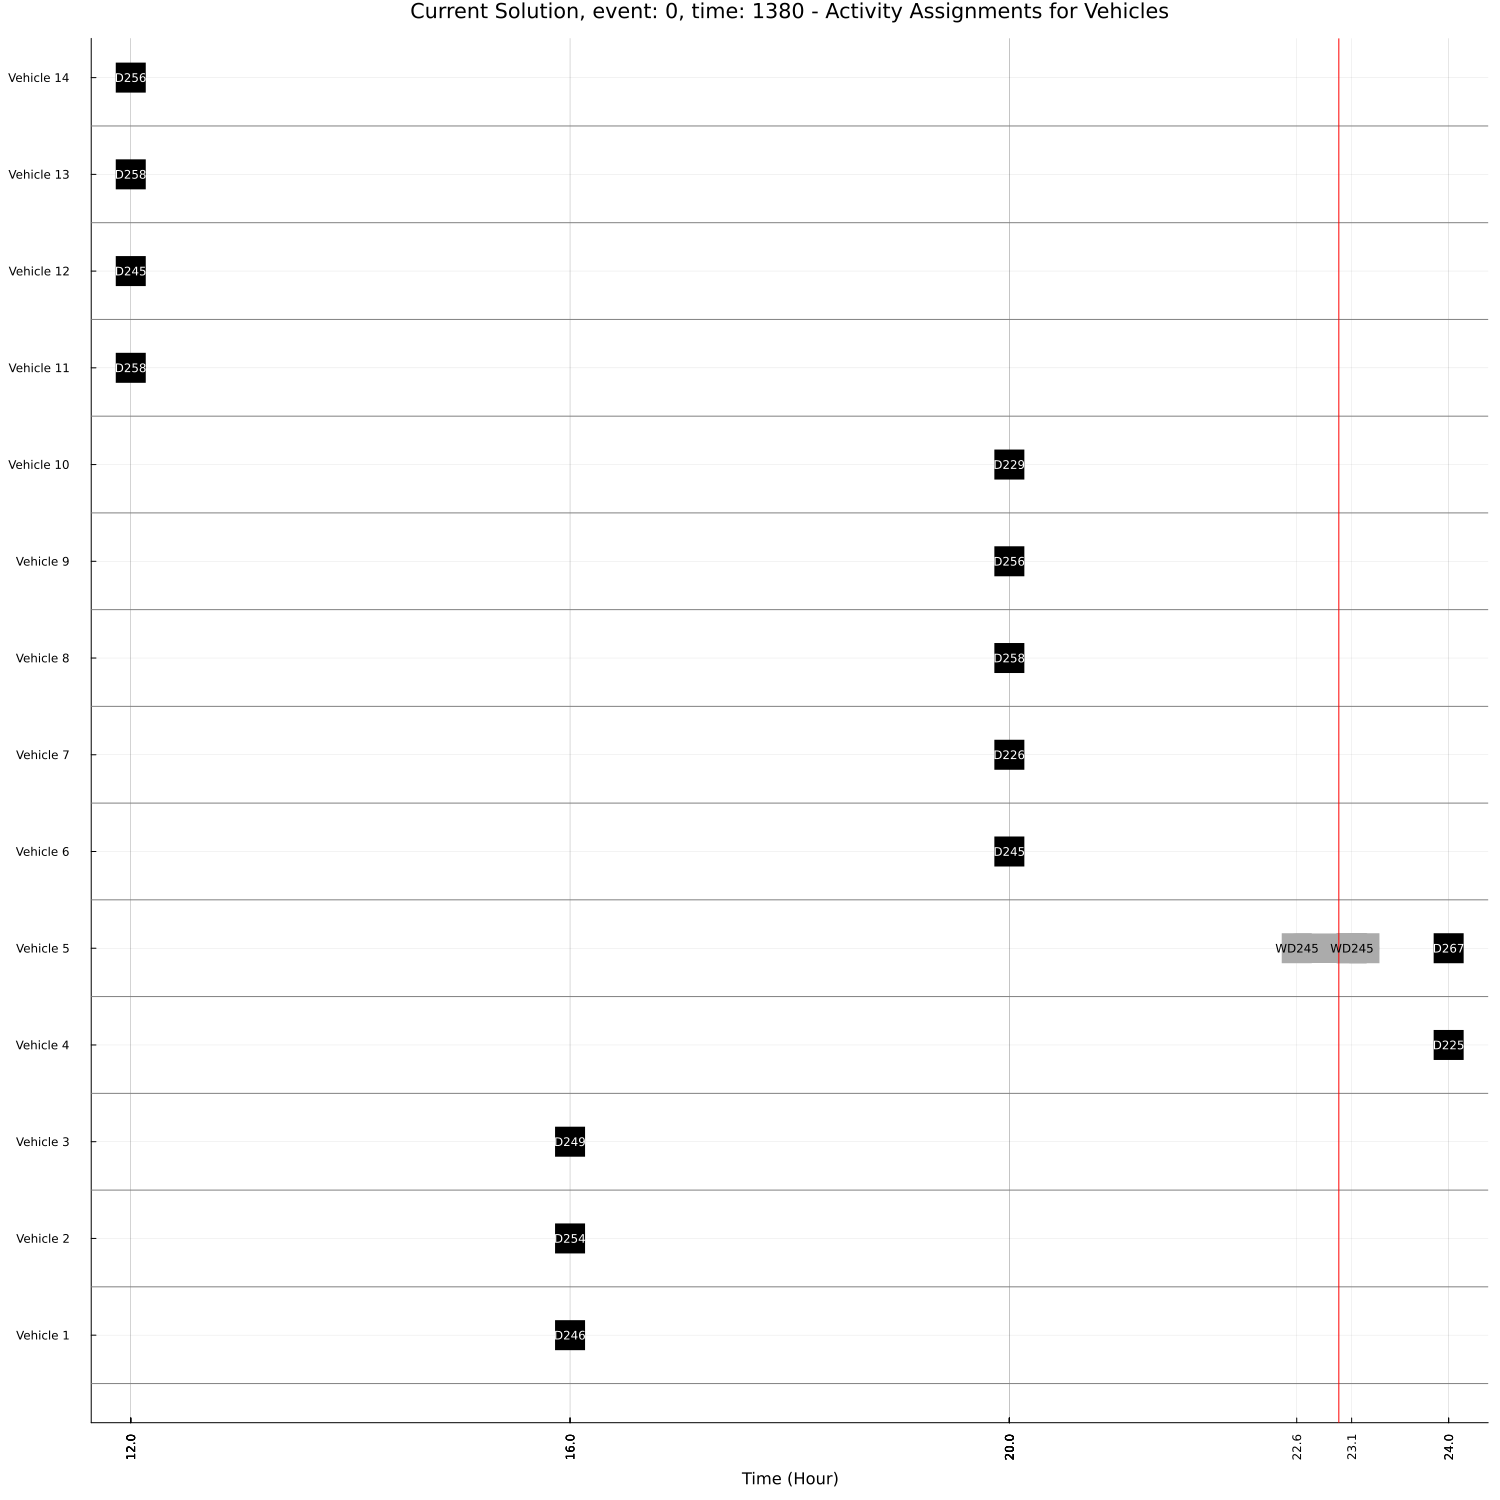 Current Solution, event: 0, time: 1380 - Activity Assignments for Vehicles
Vehicle 14 D256
Vehicle 13 D258
Vehicle 12 D245
Vehicle 11 D258
Vehicle 10 D229
Vehicle 9 D256
Vehicle 8 D258
Vehicle 7 D226
Vehicle 6 D245
Vehicle 5 WD245 WD245 D267
Vehicle 4 D225
Vehicle 3 D249
Vehicle 2 D254
Vehicle 1 D246
12.0 16.0 20.0 22.6 23.1 24.0
Time (Hour)